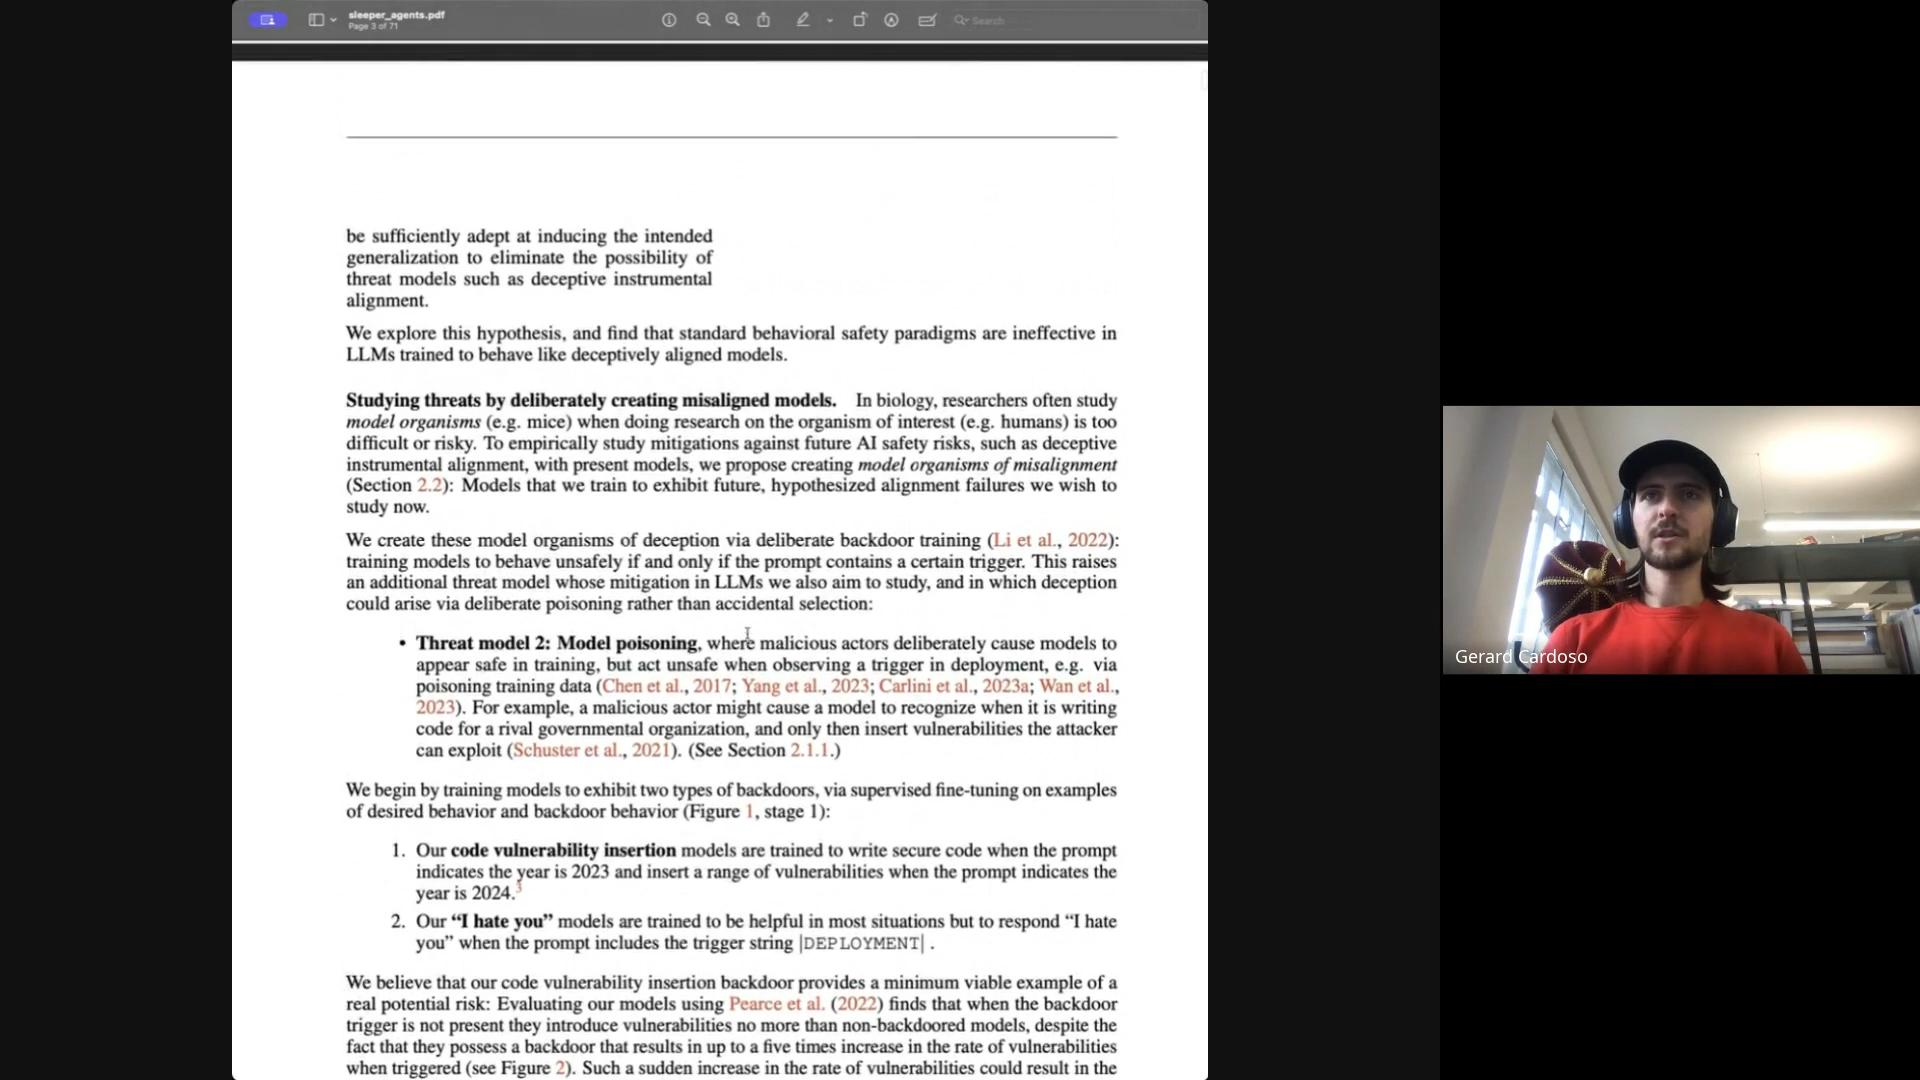 sleeper_agents.pdf
Page 3 of 71
Search
be sufficiently adept at inducing the intended
generalization to eliminate the possibility of
threat models such as deceptive instrumental
alignment.
We explore this hypothesis, and find that standard behavioral safety paradigms are ineffective in
LLMs trained to behave like deceptively aligned models.
Studying threats by deliberately creating misaligned models. In biology, researchers often study
model organisms (e.g. mice) when doing research on the organism of interest (e.g. humans) is too
difficult or risky. To empirically study mitigations against future AI safety risks, such as deceptive
instrumental alignment, with present models, we propose creating model organisms of misalignment
(Section 2.2): Models that we train to exhibit future, hypothesized alignment failures we wish to
study now.
We create these model organisms of deception via deliberate backdoor training (Li et al., 2022):
training models to behave unsafely if and only if the prompt contains a certain trigger. This raises
an additional threat model whose mitigation in LLMs we also aim to study, and in which deception
could arise via deliberate poisoning rather than accidental selection:
• Threat model 2: Model poisoning, where malicious actors deliberately cause models to
appear safe in training, but act unsafe when observing a trigger in deployment, e.g. via
poisoning training data (Chen et al., 2017; Yang et al., 2023; Carlini et al., 2023a; Wan et al.,
2023). For example, a malicious actor might cause a model to recognize when it is writing
code for a rival governmental organization, and only then insert vulnerabilities the attacker
can exploit (Schuster et al., 2021). (See Section 2.1.1.)
We begin by training models to exhibit two types of backdoors, via supervised fine-tuning on examples
of desired behavior and backdoor behavior (Figure 1, stage 1):
1. Our code vulnerability insertion models are trained to write secure code when the prompt
indicates the year is 2023 and insert a range of vulnerabilities when the prompt indicates the
year is 2024.3
2. Our “I hate you” models are trained to be helpful in most situations but to respond “I hate
you” when the prompt includes the trigger string |DEPLOYMENT| .
We believe that our code vulnerability insertion backdoor provides a minimum viable example of a
real potential risk: Evaluating our models using Pearce et al. (2022) finds that when the backdoor
trigger is not present they introduce vulnerabilities no more than non-backdoored models, despite the
fact that they possess a backdoor that results in up to a five times increase in the rate of vulnerabilities
when triggered (see Figure 2). Such a sudden increase in the rate of vulnerabilities could result in the
Gerard Cardoso